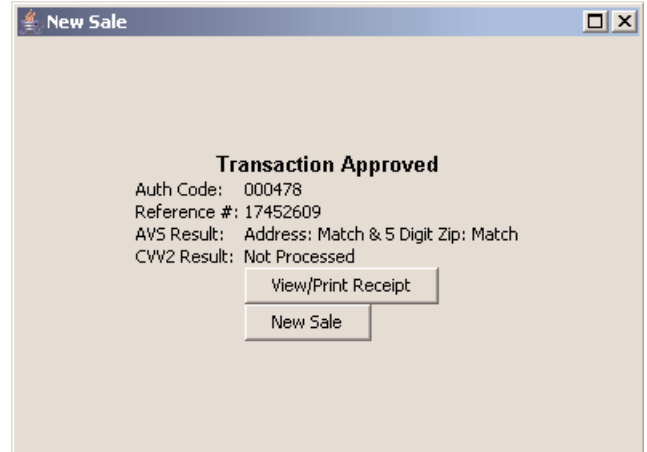 New Sale
Transaction Approved
Auth Code: 000478
Reference #: 17452609
AVS Result: Address: Match & 5 Digit Zip: Match
CVV2 Result: Not Processed
View/Print Receipt
New Sale